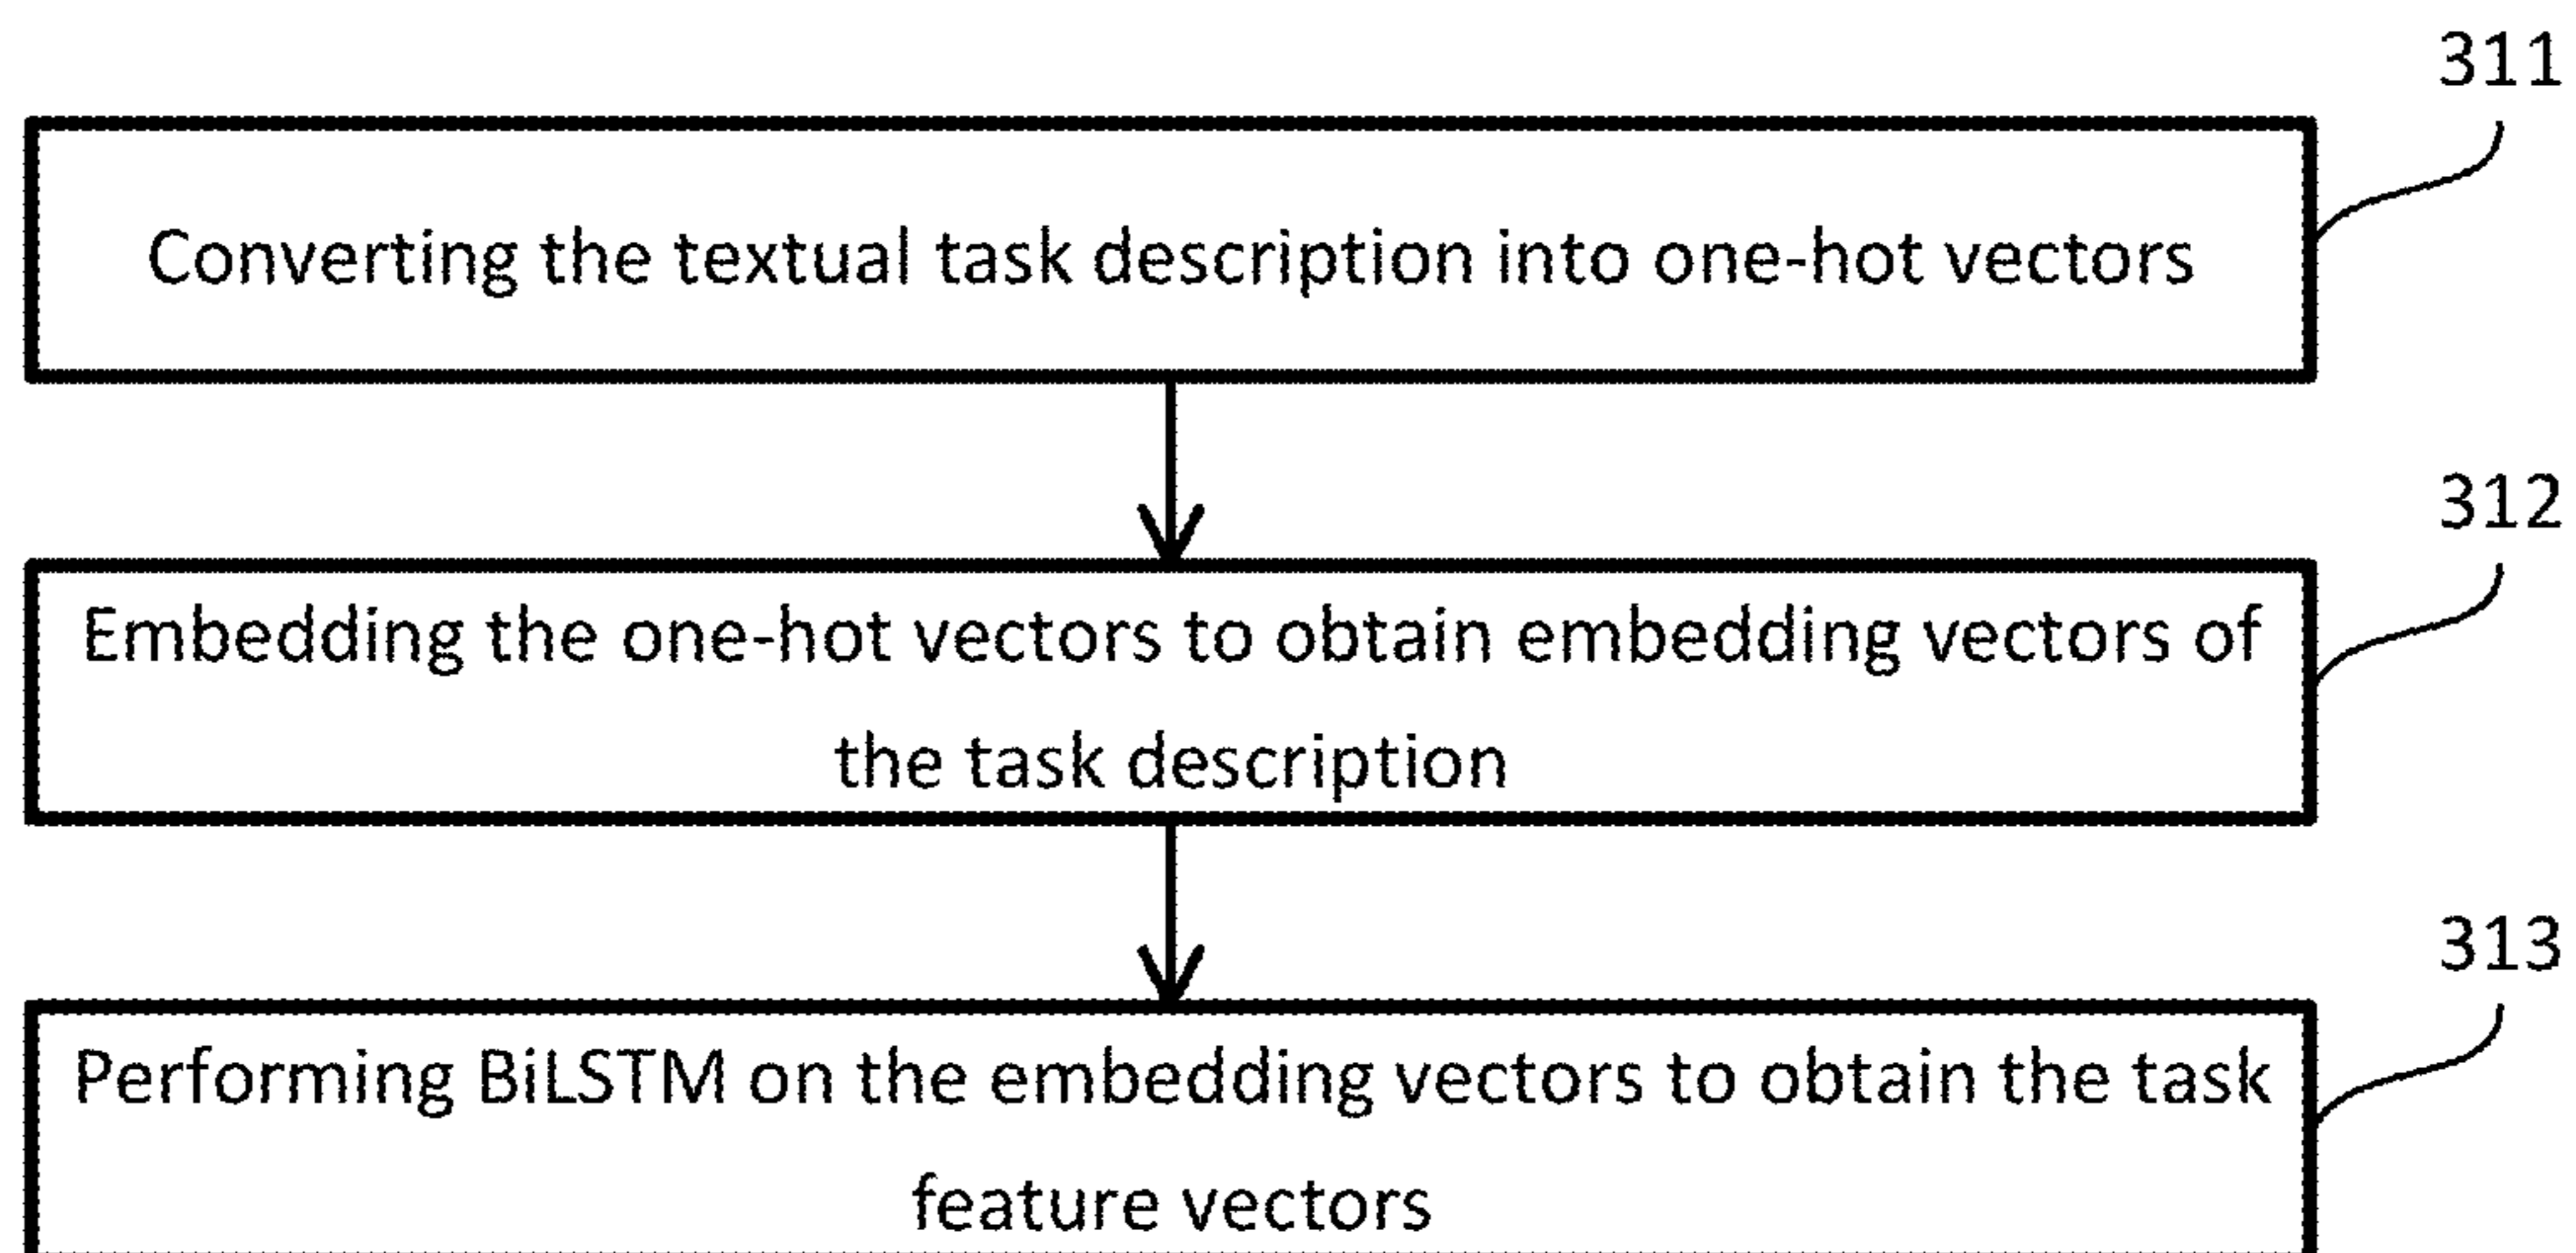 311
Converting the textual task description into one-hot vectors
312
Embedding the one-hot vectors to obtain embedding vectors of
the task description
313
Performing BiLSTM on the embedding vectors to obtain the task
feature vectors